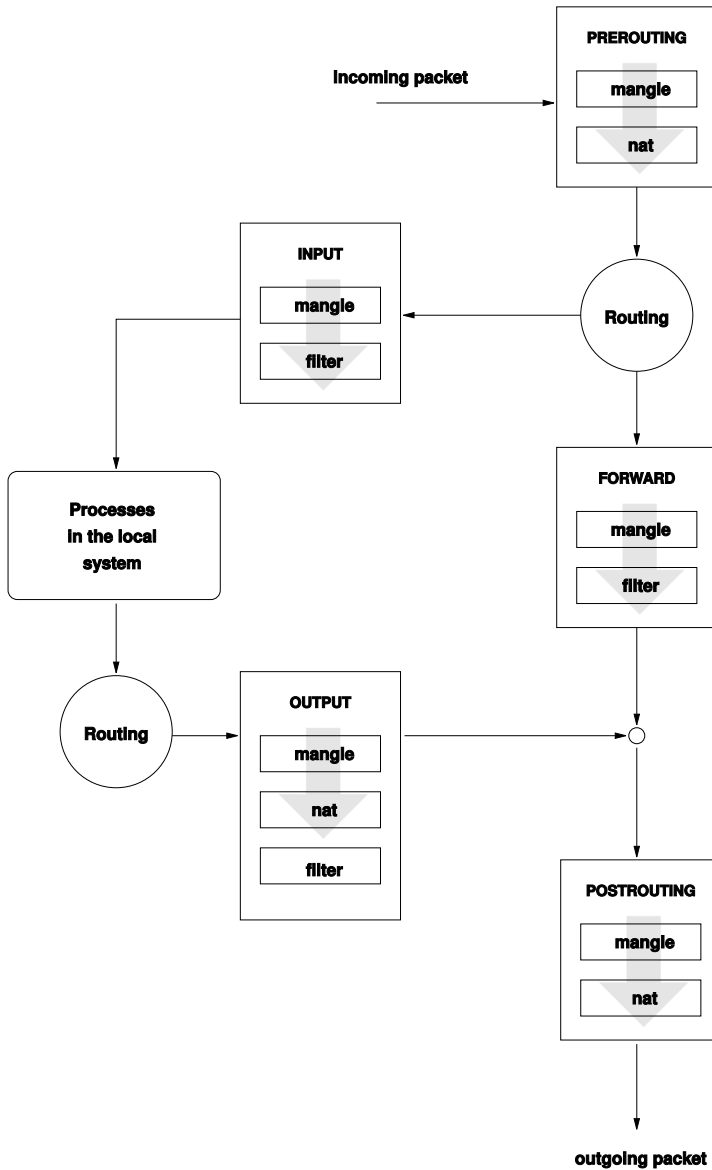 PREROUTING
Incoming packet
mangle
nat
INPUT
mangle
filter
Routing
Processes
in the local
system
FORWARD
mangle
filter
Routing
OUTPUT
mangle
nat
filter
POSTROUTING
mangle
nat
outgoing packet